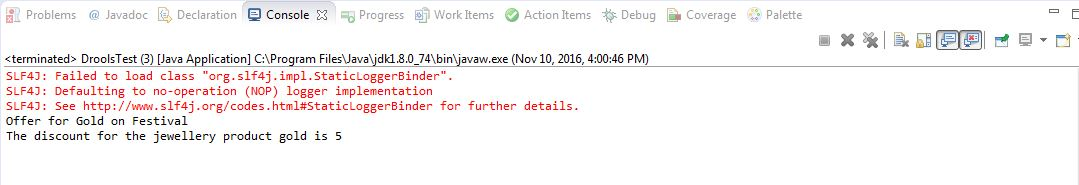 Problems @ Javadoc Declaration Console Progress Work Items Action Items Debug Coverage Palette
<terminated> DroolsTest (3) [Java Application] C:\Program Files\Java\jdk1.8.0_74\bin\javaw.exe (Nov 10, 2016, 4:00:46 PM)
SLF4J: Failed to load class "org.slf4j.impl.StaticLoggerBinder".
SLF4J: Defaulting to no-operation (NOP) logger implementation
SLF4J: See http://www.slf4j.org/codes.html#StaticLoggerBinder for further details.
Offer for Gold on Festival
The discount for the jewellery product gold is 5